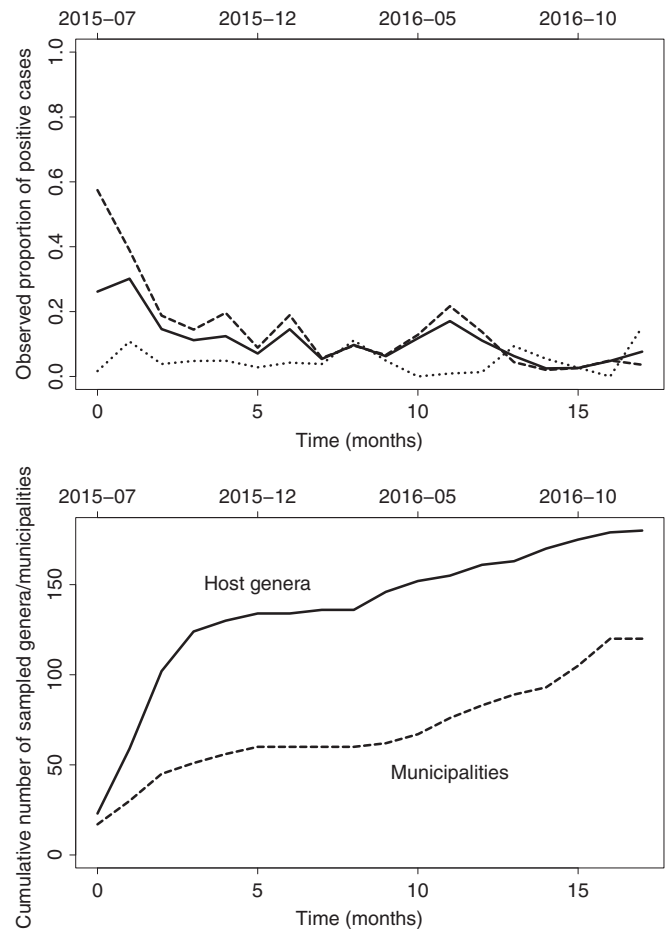 2015–07 2015–12 2016–05 2016–10
1.0
0.8
0.6
0.4
0.2
0.0
Observed proportion of positive cases
0 5 10 15
Time (months)
2015–07 2015–12 2016–05 2016–10
150
100
50
0
Cumulative number of sampled genera/municipalities
Host genera
Municipalities
0 5 10 15
Time (months)